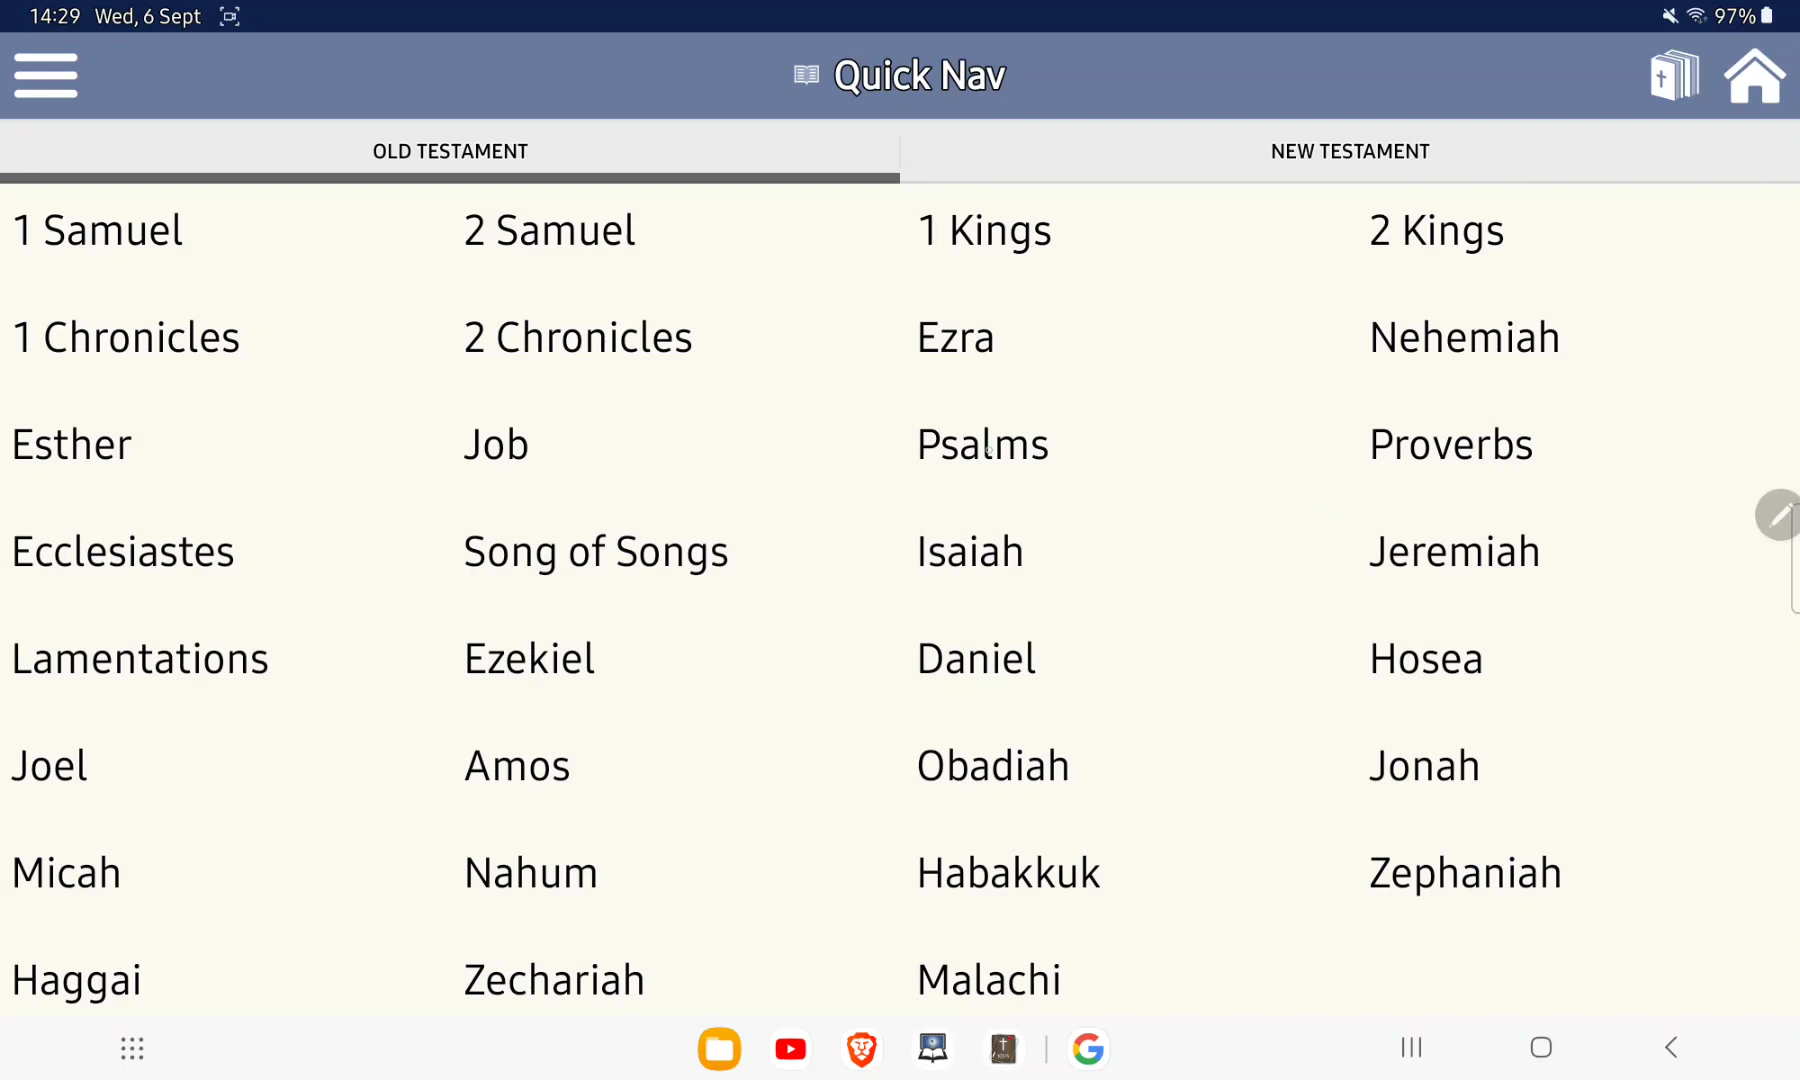 14:29 Wed, 6 Sept 97%
Quick Nav
OLD TESTAMENT NEW TESTAMENT
1 Samuel 2 Samuel 1 Kings 2 Kings
1 Chronicles 2 Chronicles Ezra Nehemiah
Esther Job Psalms Proverbs
Ecclesiastes Song of Songs Isaiah Jeremiah
Lamentations Ezekiel Daniel Hosea
Joel Amos Obadiah Jonah
Micah Nahum Habakkuk Zephaniah
Haggai Zechariah Malachi